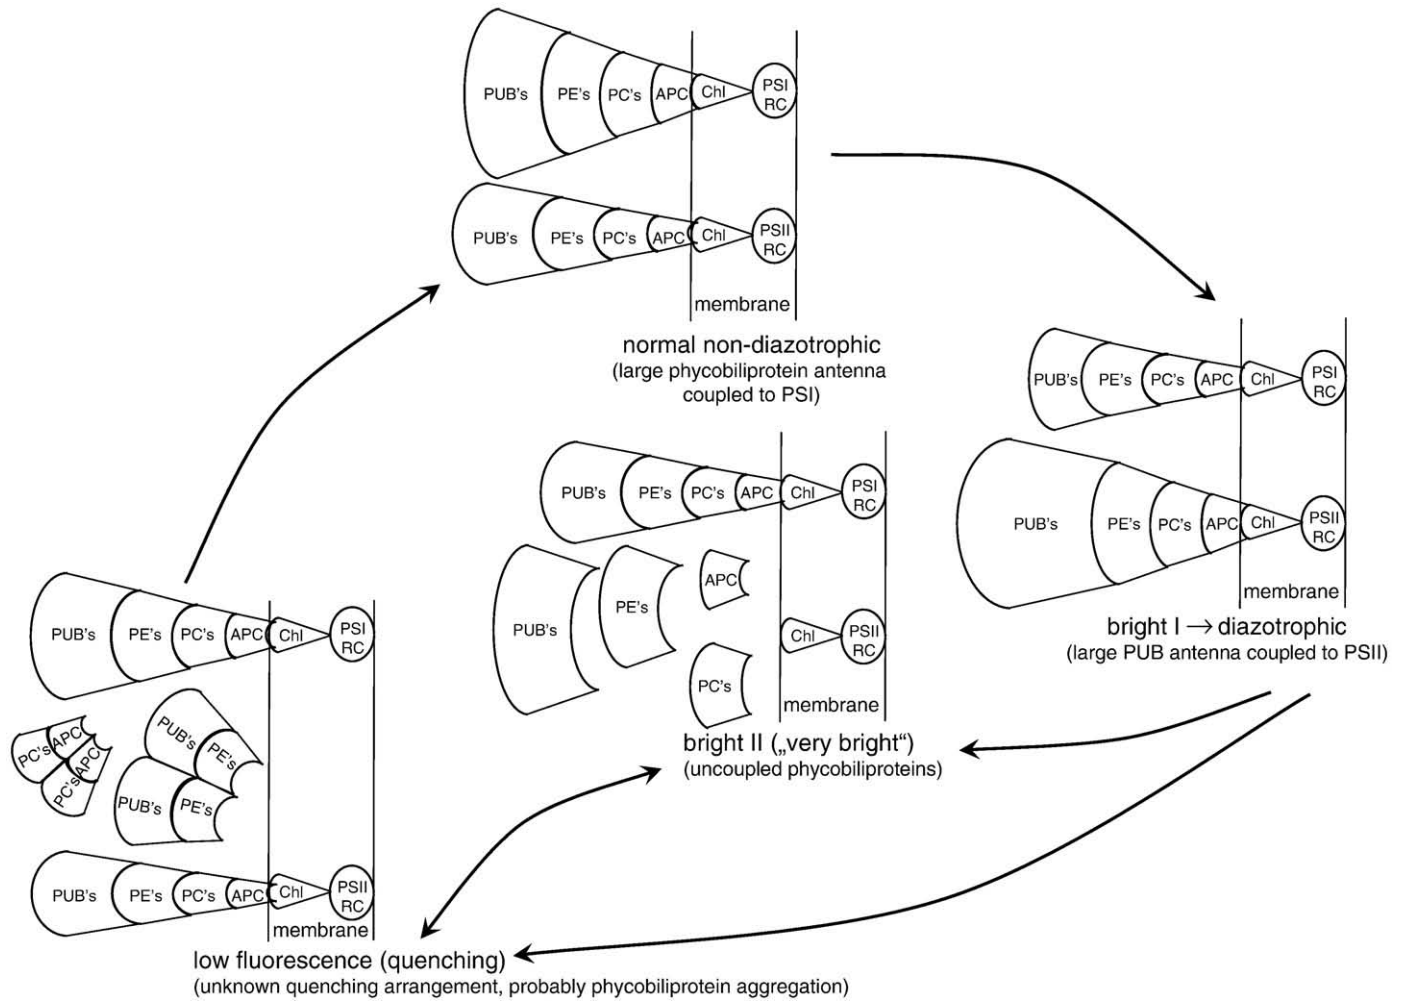 PUB's PE's PC's APC Chl PSI RC
PUB's PE's PC's APC Chl PSII RC
membrane
normal non-diazotrophic
(large phycobiliprotein antenna
coupled to PSI)
PUB's PE's PC's APC Chl PSI RC
PUB's PE's PC's APC Chl PSII RC
membrane
bright I → diazotrophic
(large PUB antenna coupled to PSII)
PUB's PE's PC's APC Chl PSI RC
PUB's PE's APC PC's Chl PSII RC
membrane
bright II („very bright“)
(uncoupled phycobiliproteins)
PUB's PE's PC's APC Chl PSI RC
PC's APC PC's APC PUB's PE's
PUB's PE's
PUB's PE's PC's APC Chl PSII RC
membrane
low fluorescence (quenching)
(unknown quenching arrangement, probably phycobiliprotein aggregation)